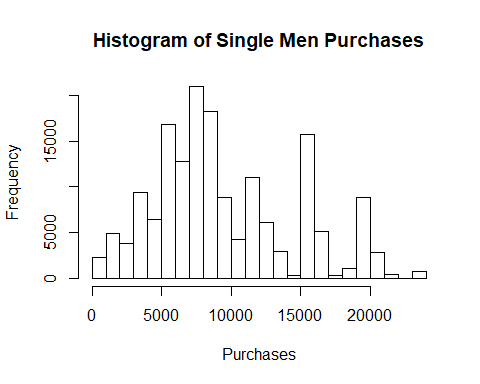 Histogram of Single Men Purchases
Frequency
15000
5000
0
0 5000 10000 15000 20000
Purchases